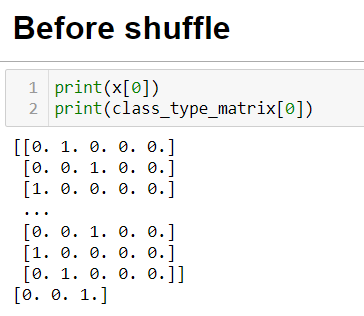 Before shuffle
1 print(x[0])
2 print(class_type_matrix[0])
[[0. 1. 0. 0. 0.]
[0. 0. 1. 0. 0.]
[1. 0. 0. 0. 0.]
...
[0. 0. 1. 0. 0.]
[1. 0. 0. 0. 0.]
[0. 1. 0. 0. 0.]]
[0. 0. 1.]